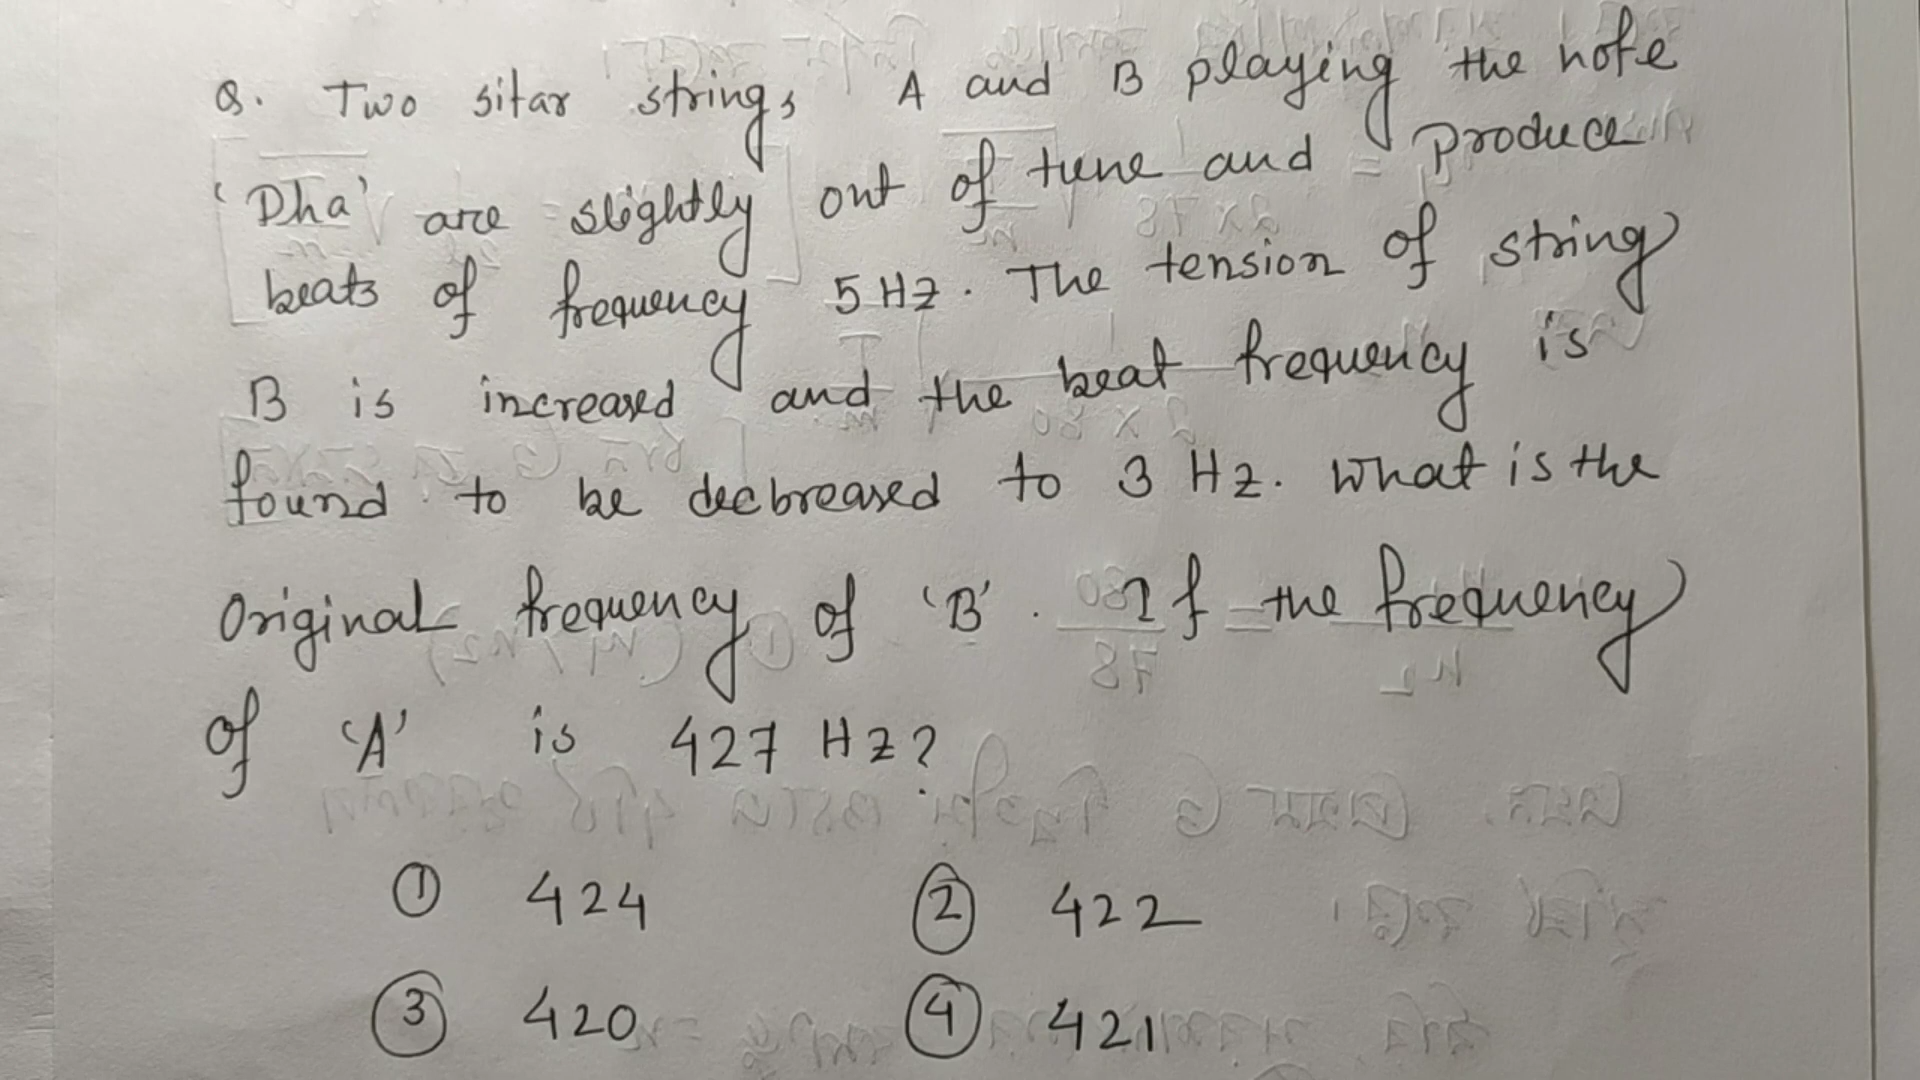 Q. Two sitar strings A and B playing the note
'Dha' are slightly out of tune and produce
beats of frequency 5 Hz. The tension of string
B is increased and the beat frequency is
found to be decbreased to 3 Hz. What is the
Original frequency of 'B'. If the frequency
of 'A' is 427 Hz?
① 424 ② 422
③ 420 ④ 421